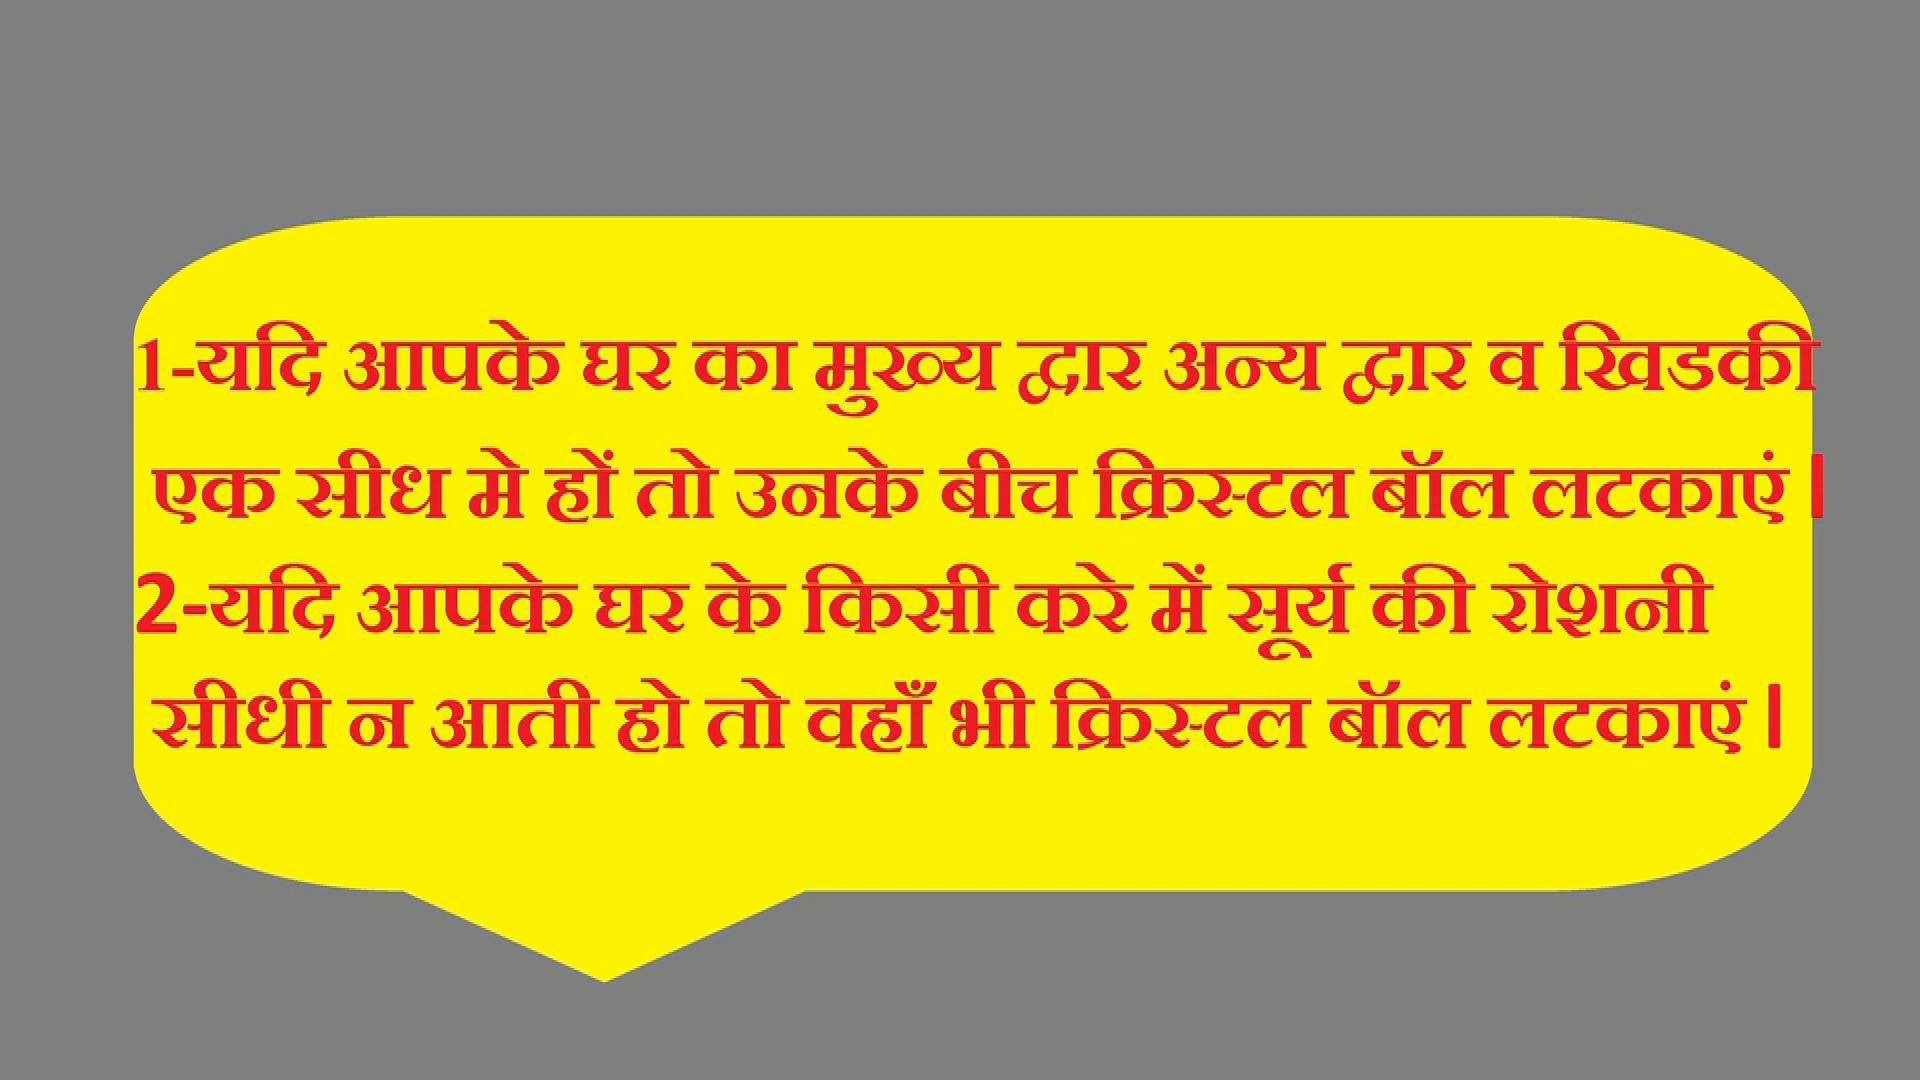 1-यदि आपके घर का मुख्य द्वार अन्य द्वार व खिडकी
एक सीध मे हों तो उनके बीच क्रिस्टल बॉल लटकाएं ।
2-यदि आपके घर के किसी करे में सूर्य की रोशनी
सीधी न आती हो तो वहाँ भी क्रिस्टल बॉल लटकाएं ।